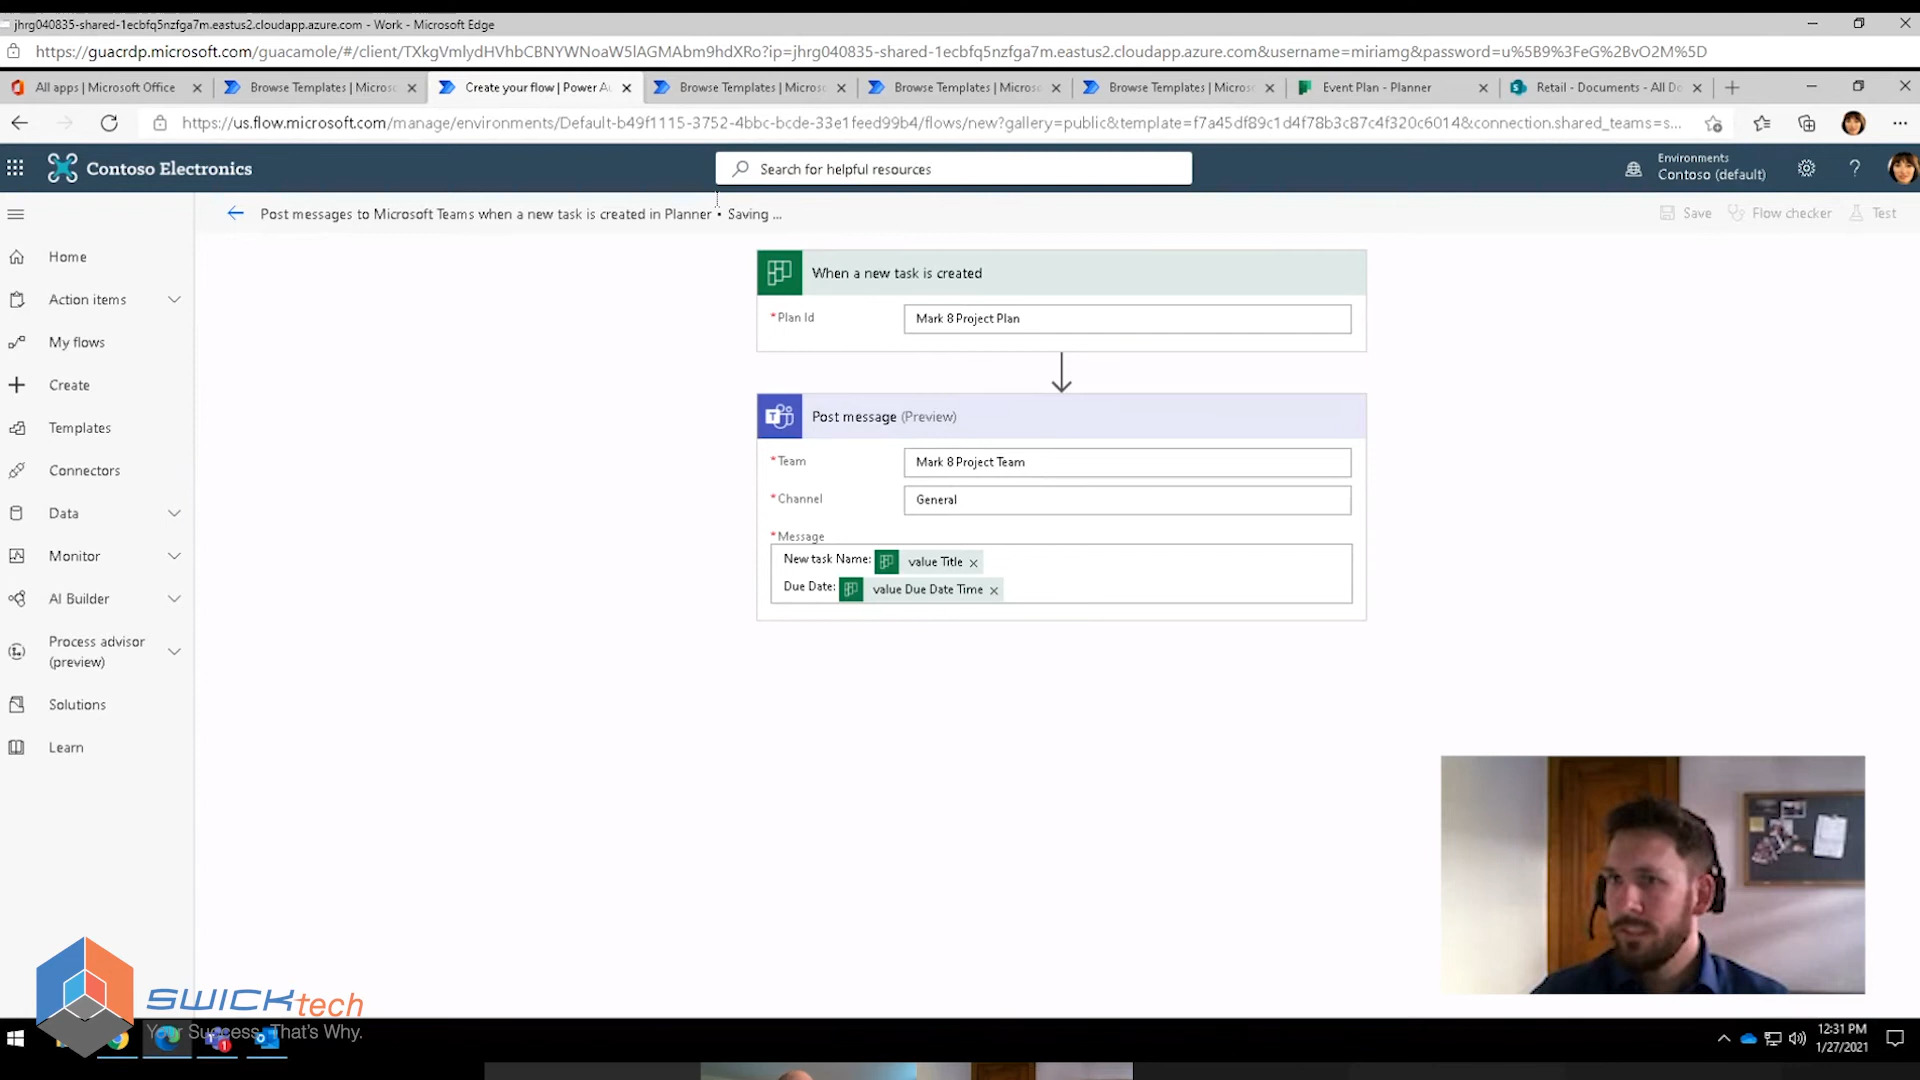 jhrg040835-shared-1ecbfq5nzfga7m.eastus2.cloudapp.azure.com - Work - Microsoft Edge
https://guacrdp.microsoft.com/guacamole/#/client/TXkgVmlydHVhbCBNYWNoaW5lAGMAbm9hdXRo?ip=jhrg040835-shared-1ecbfq5nzfga7m.eastus2.cloudapp.azure.com&username=miriamg&password=u%5B9%3FeG%2BvO2M%5D
All apps | Microsoft Office
Browse Templates | Microsc
Create your flow | Power Au
Browse Templates | Microsc
Browse Templates | Microsc
Browse Templates | Microsc
Event Plan - Planner
Retail - Documents - All Do
https://us.flow.microsoft.com/manage/environments/Default-b49f1115-3752-4bbc-bcde-33e1feed99b4/flows/new?gallery=public&template=f7a45df89c1d4f78b3c87c4f320c6014&connection.shared_teams=s...
Contoso Electronics
Search for helpful resources
Environments
Contoso (default)
Post messages to Microsoft Teams when a new task is created in Planner • Saving ...
Save
Flow checker
Test
Home
Action items
My flows
Create
Templates
Connectors
Data
Monitor
AI Builder
Process advisor
(preview)
Solutions
Learn
When a new task is created
*Plan Id
Mark 8 Project Plan
Post message (Preview)
*Team
Mark 8 Project Team
*Channel
General
*Message
New task Name: value Title ×
Due Date: value Due Date Time ×
SWICKtech
Your Success. That's Why.
1
12:31 PM
1/27/2021